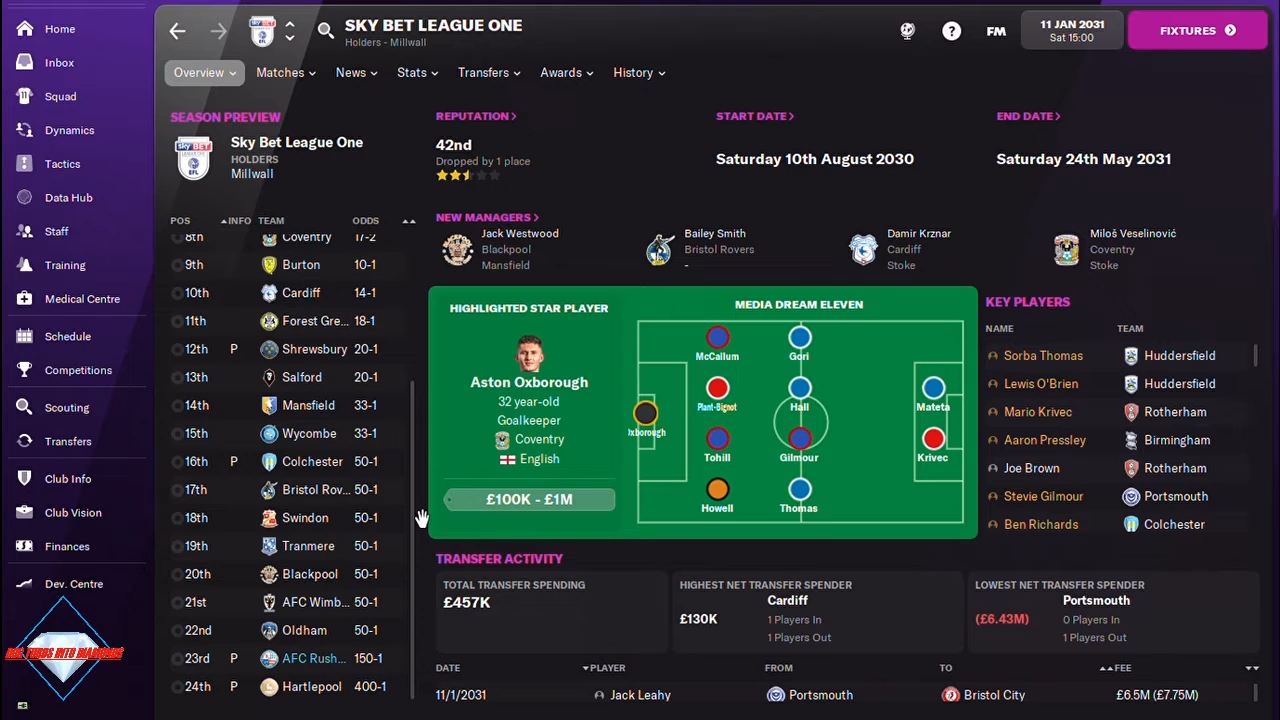 Home
Inbox
Squad
Dynamics
Tactics
Data Hub
Staff
Training
Medical Centre
Schedule
Competitions
Scouting
Transfers
Club Info
Club Vision
Finances
Dev. Centre
SKY BET LEAGUE ONE
Holders - Millwall
FM
11 JAN 2031
Sat 15:00
FIXTURES
Overview
Matches
News
Stats
Transfers
Awards
History
SEASON PREVIEW
Sky Bet League One
HOLDERS
Millwall
REPUTATION >
42nd
Dropped by 1 place
START DATE >
Saturday 10th August 2030
END DATE >
Saturday 24th May 2031
POS INFO TEAM ODDS
8th Coventry 17-2
9th Burton 10-1
10th Cardiff 14-1
11th Forest Gre... 18-1
12th P Shrewsbury 20-1
13th Salford 20-1
14th Mansfield 33-1
15th Wycombe 33-1
16th P Colchester 50-1
17th Bristol Rov... 50-1
18th Swindon 50-1
19th Tranmere 50-1
20th Blackpool 50-1
21st AFC Wimb... 50-1
22nd Oldham 50-1
23rd P AFC Rush... 150-1
24th P Hartlepool 400-1
NEW MANAGERS >
Jack Westwood
Blackpool
Mansfield
Bailey Smith
Bristol Rovers
-
Damir Krznar
Cardiff
Stoke
Miloš Veselinović
Coventry
Stoke
HIGHLIGHTED STAR PLAYER
Aston Oxborough
32 year-old
Goalkeeper
Coventry
English
£100K - £1M
MEDIA DREAM ELEVEN
McCallum
Gori
Plant-Bignot
Hall
Mateta
Oxborough
Tohill
Gilmour
Krivec
Howell
Thomas
KEY PLAYERS
NAME TEAM
Sorba Thomas Huddersfield
Lewis O'Brien Huddersfield
Mario Krivec Rotherham
Aaron Pressley Birmingham
Joe Brown Rotherham
Stevie Gilmour Portsmouth
Ben Richards Colchester
TRANSFER ACTIVITY
TOTAL TRANSFER SPENDING
£457K
HIGHEST NET TRANSFER SPENDER
Cardiff
£130K
1 Players In
1 Players Out
LOWEST NET TRANSFER SPENDER
Portsmouth
(£6.43M)
0 Players In
1 Players Out
DATE PLAYER FROM TO FEE
11/1/2031 Jack Leahy Portsmouth Bristol City £6.5M (£7.75M)